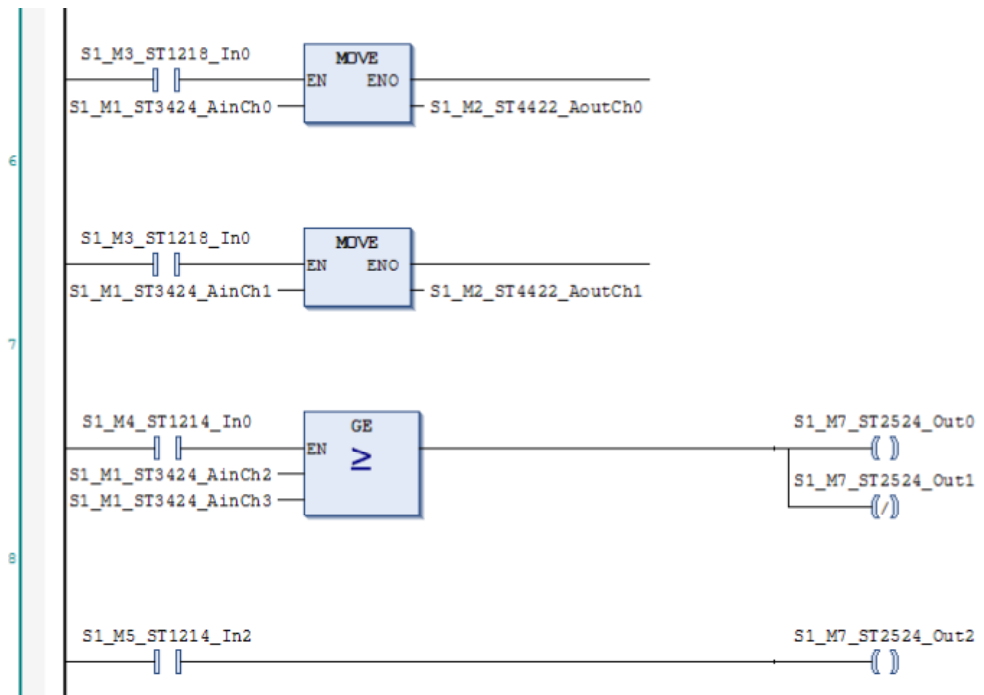 S1_M3_ST1218_In0
MOVE
EN ENO
S1_M1_ST3424_AinCh0
S1_M2_ST4422_AoutCh0
6
S1_M3_ST1218_In0
MOVE
EN ENO
S1_M1_ST3424_AinCh1
S1_M2_ST4422_AoutCh1
7
S1_M4_ST1214_In0
GE
S1_M7_ST2524_Out0
EN
≥
S1_M1_ST3424_AinCh2
S1_M7_ST2524_Out1
S1_M1_ST3424_AinCh3
(/)
8
S1_M5_ST1214_In2
S1_M7_ST2524_Out2